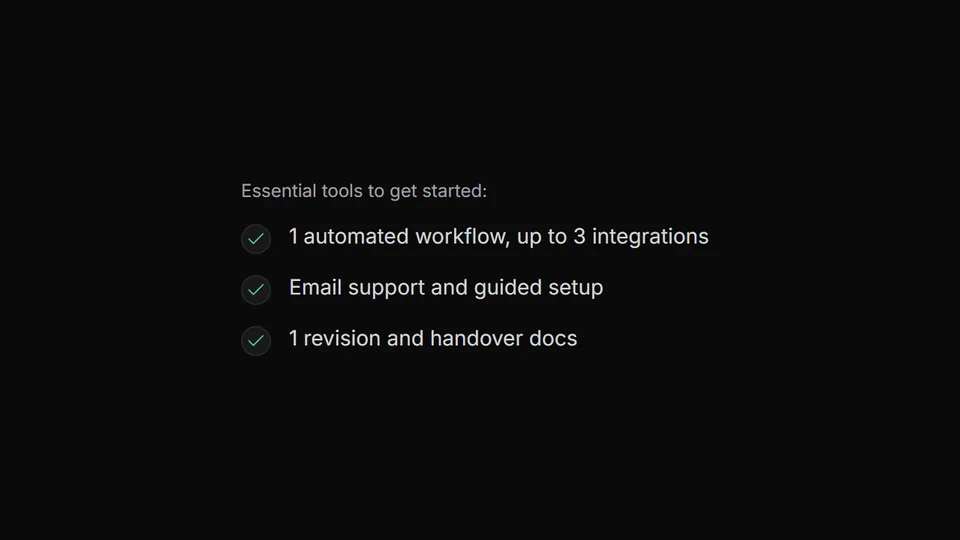 Essential tools to get started:
1 automated workflow, up to 3 integrations
Email support and guided setup
1 revision and handover docs